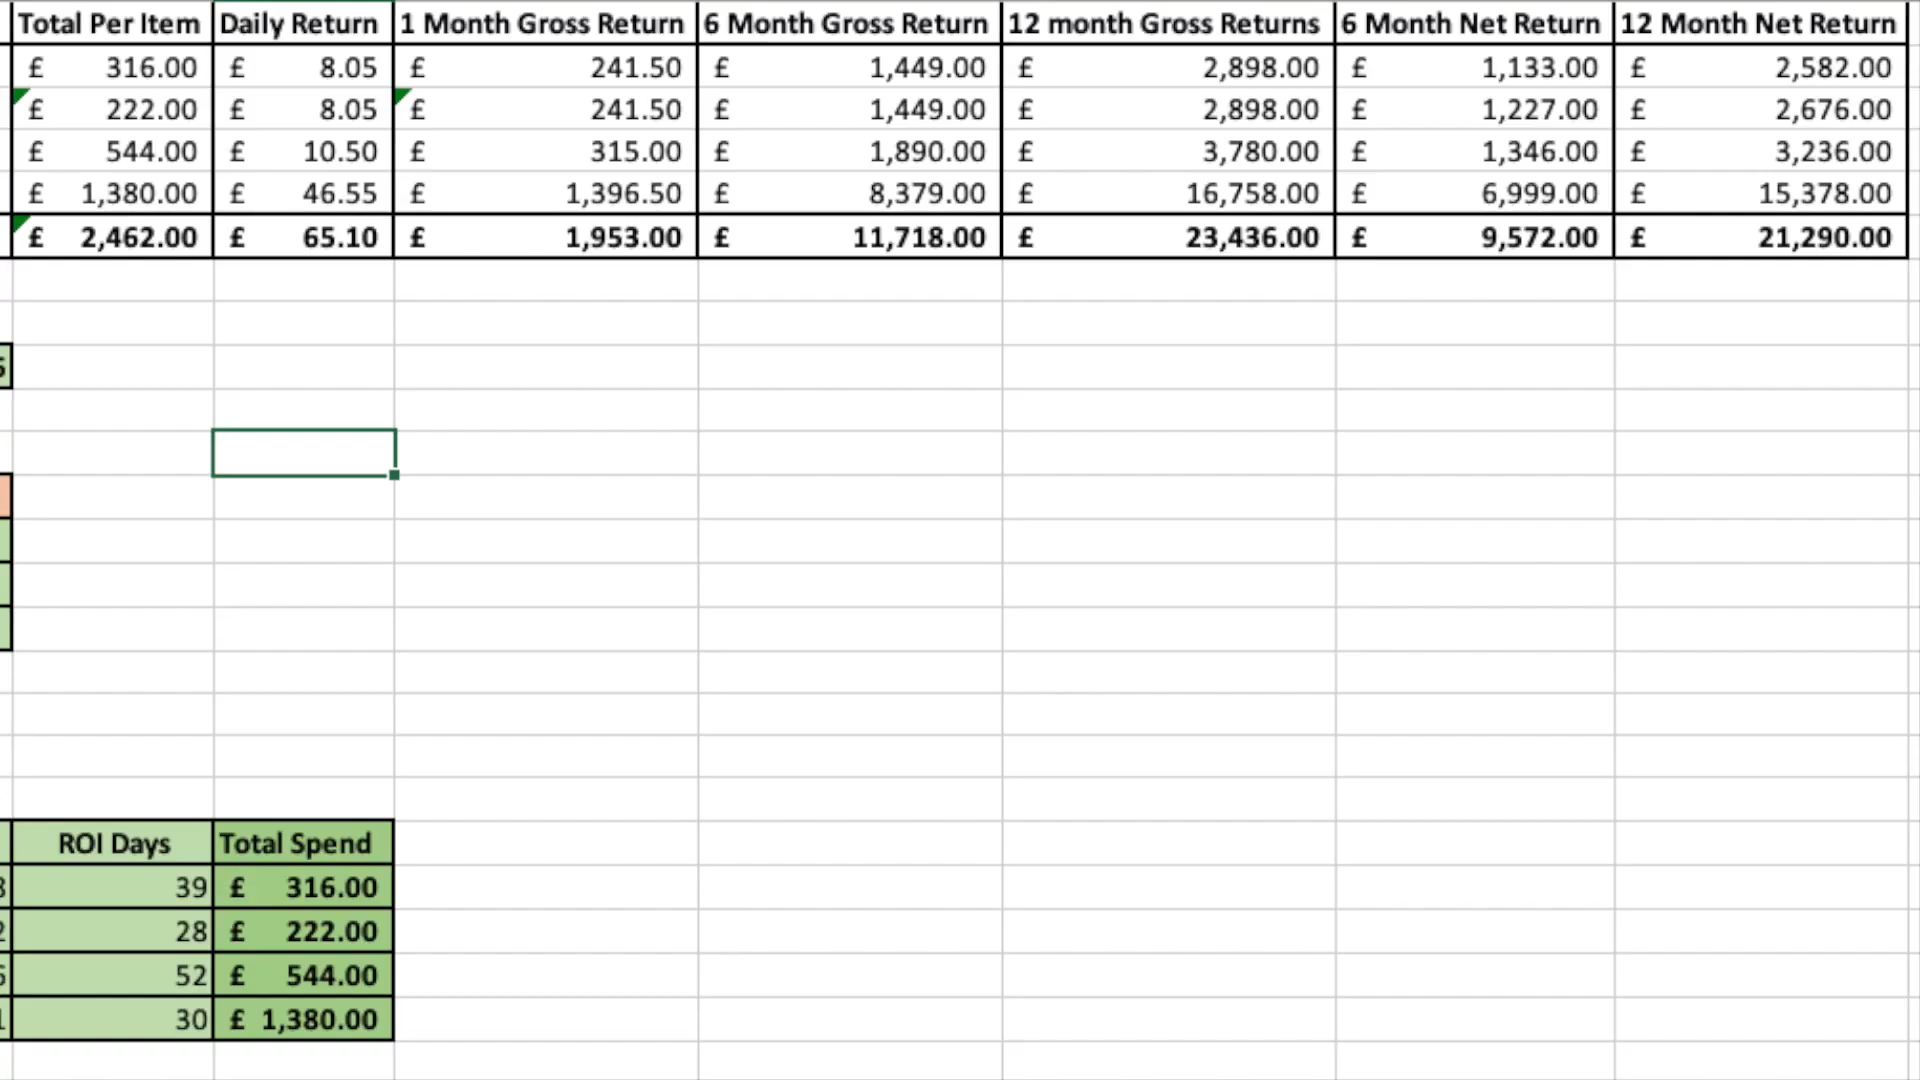 Total Per Item Daily Return 1 Month Gross Return 6 Month Gross Return 12 month Gross Returns 6 Month Net Return 12 Month Net Return
£ 316.00 £ 8.05 £ 241.50 £ 1,449.00 £ 2,898.00 £ 1,133.00 £ 2,582.00
£ 222.00 £ 8.05 £ 241.50 £ 1,449.00 £ 2,898.00 £ 1,227.00 £ 2,676.00
£ 544.00 £ 10.50 £ 315.00 £ 1,890.00 £ 3,780.00 £ 1,346.00 £ 3,236.00
£ 1,380.00 £ 46.55 £ 1,396.50 £ 8,379.00 £ 16,758.00 £ 6,999.00 £ 15,378.00
£ 2,462.00 £ 65.10 £ 1,953.00 £ 11,718.00 £ 23,436.00 £ 9,572.00 £ 21,290.00
ROI Days Total Spend
39 £ 316.00
28 £ 222.00
52 £ 544.00
30 £ 1,380.00